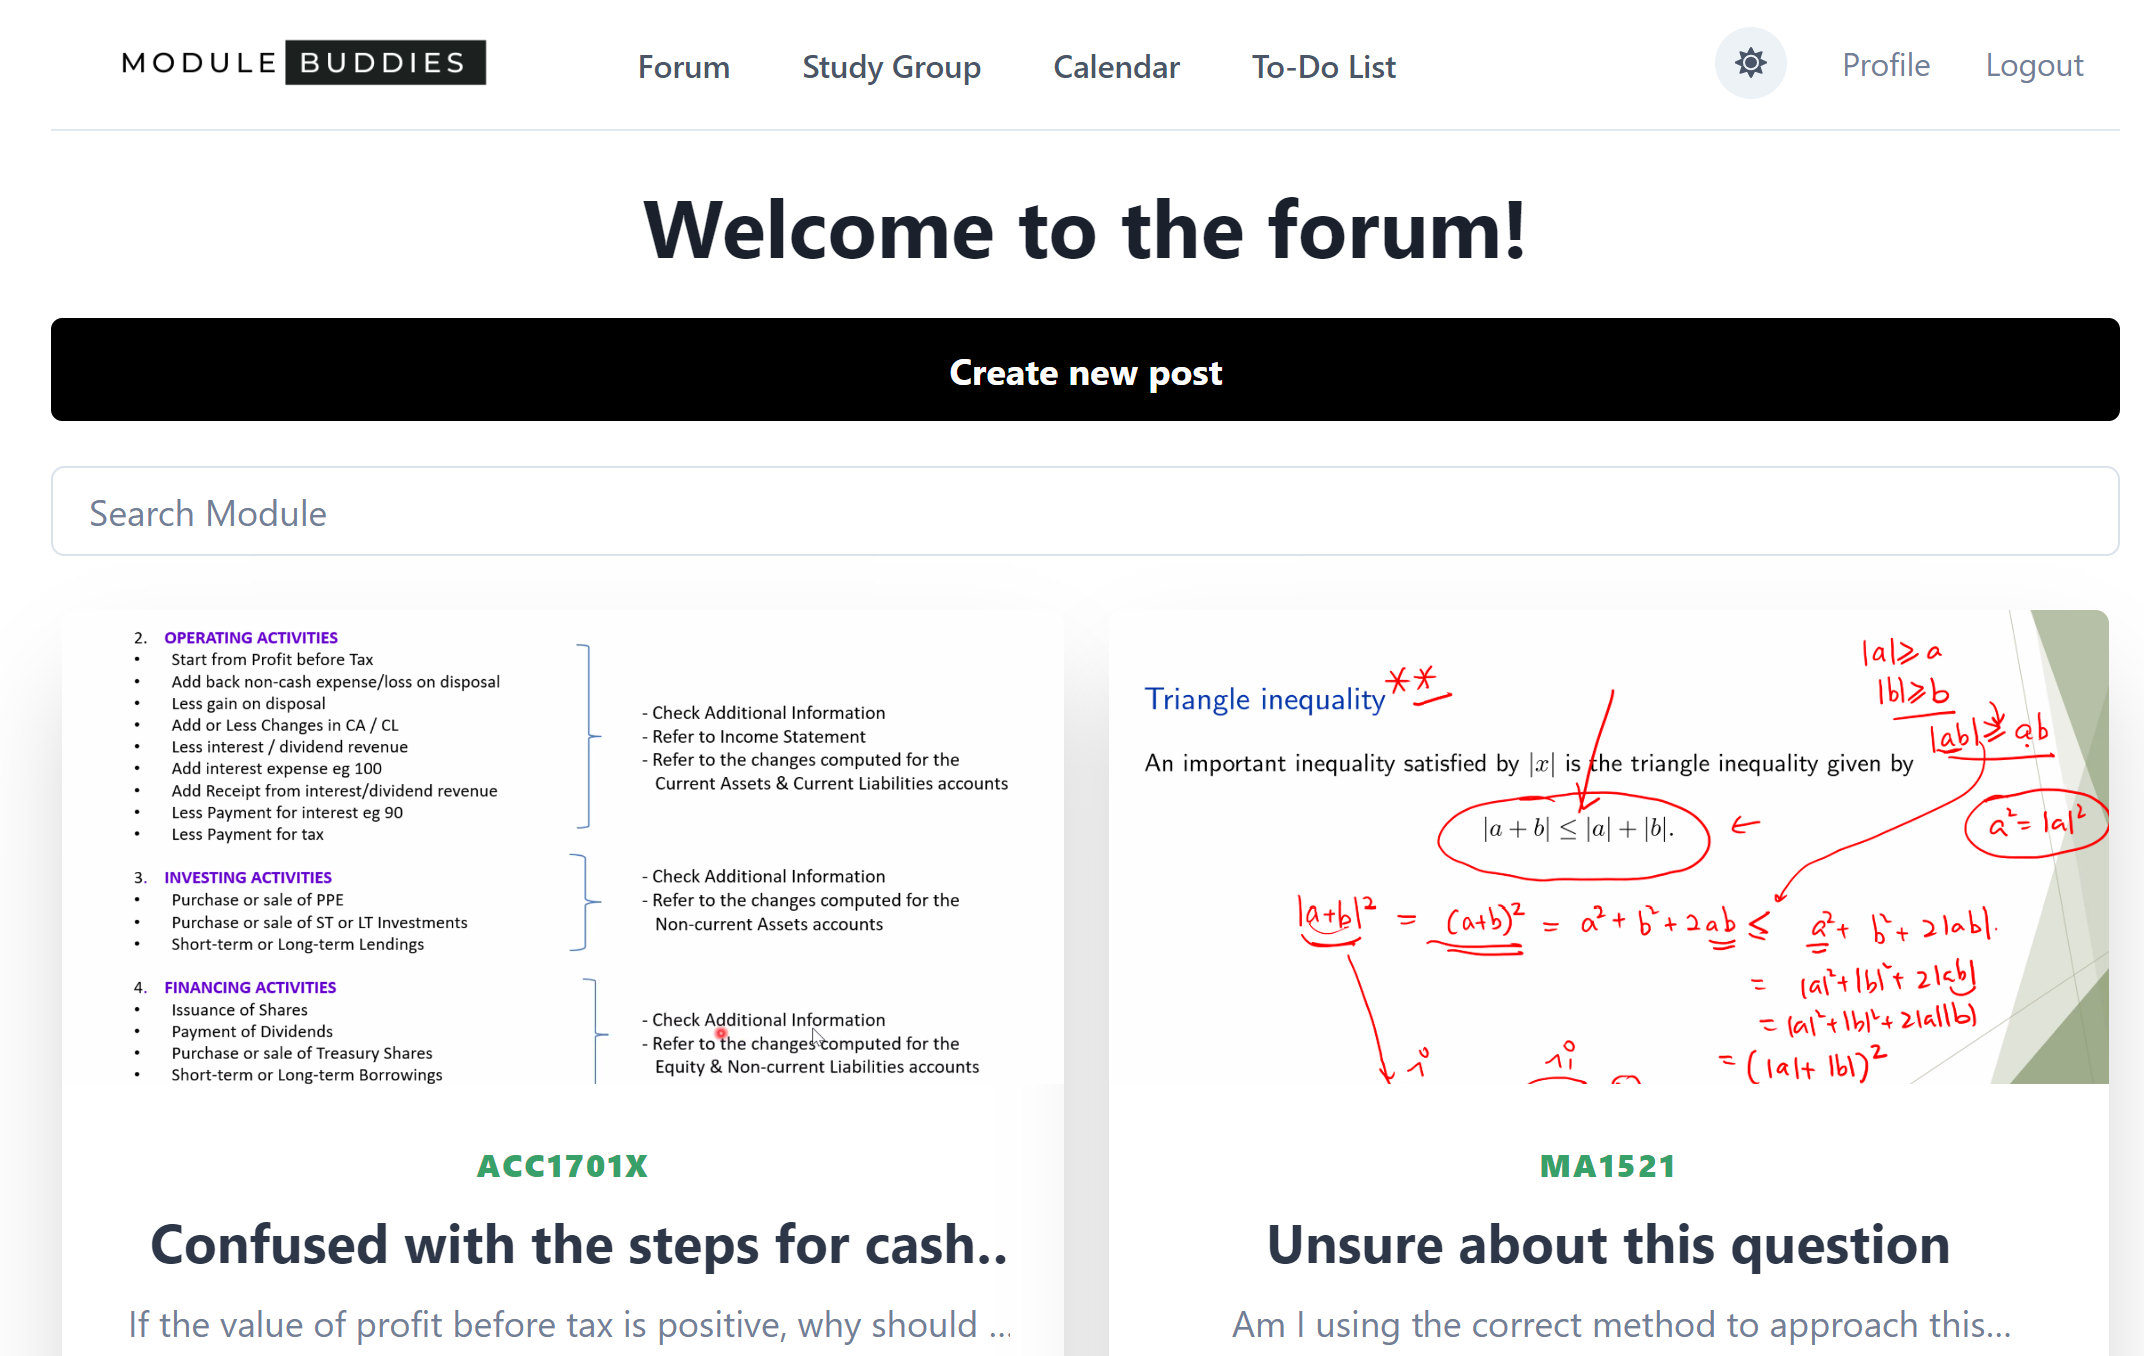 MODULE BUDDIES
Forum
Study Group
Calendar
To-Do List
Profile
Logout
Welcome to the forum!
Create new post
Search Module
2. OPERATING ACTIVITIES
• Start from Profit before Tax
• Add back non-cash expense/loss on disposal
• Less gain on disposal
• Add or Less Changes in CA / CL
• Less interest / dividend revenue
• Add interest expense eg 100
• Add Receipt from interest/dividend revenue
• Less Payment for interest eg 90
• Less Payment for tax
- Check Additional Information
- Refer to Income Statement
- Refer to the changes computed for the
Current Assets & Current Liabilities accounts
3. INVESTING ACTIVITIES
• Purchase or sale of PPE
• Purchase or sale of ST or LT Investments
• Short-term or Long-term Lendings
- Check Additional Information
- Refer to the changes computed for the
Non-current Assets accounts
4. FINANCING ACTIVITIES
• Issuance of Shares
• Payment of Dividends
• Purchase or sale of Treasury Shares
• Short-term or Long-term Borrowings
- Check Additional Information
- Refer to the changes computed for the
Equity & Non-current Liabilities accounts
ACC1701X
Confused with the steps for cash..
If the value of profit before tax is positive, why should ...
|a|⩾a
|b|⩾b
|ab|⩾ab
Triangle inequality **
An important inequality satisfied by |x| is the triangle inequality given by
|a + b| ≤ |a| + |b|.
a²=|a|²
|a+b|² = (a+b)² = a²+b²+2ab ≤ a²+b²+2|ab|.
= |a|²+|b|²+2|ab|
= |a|²+|b|²+2|a||b|
= (|a|+|b|)²
MA1521
Unsure about this question
Am I using the correct method to approach this...